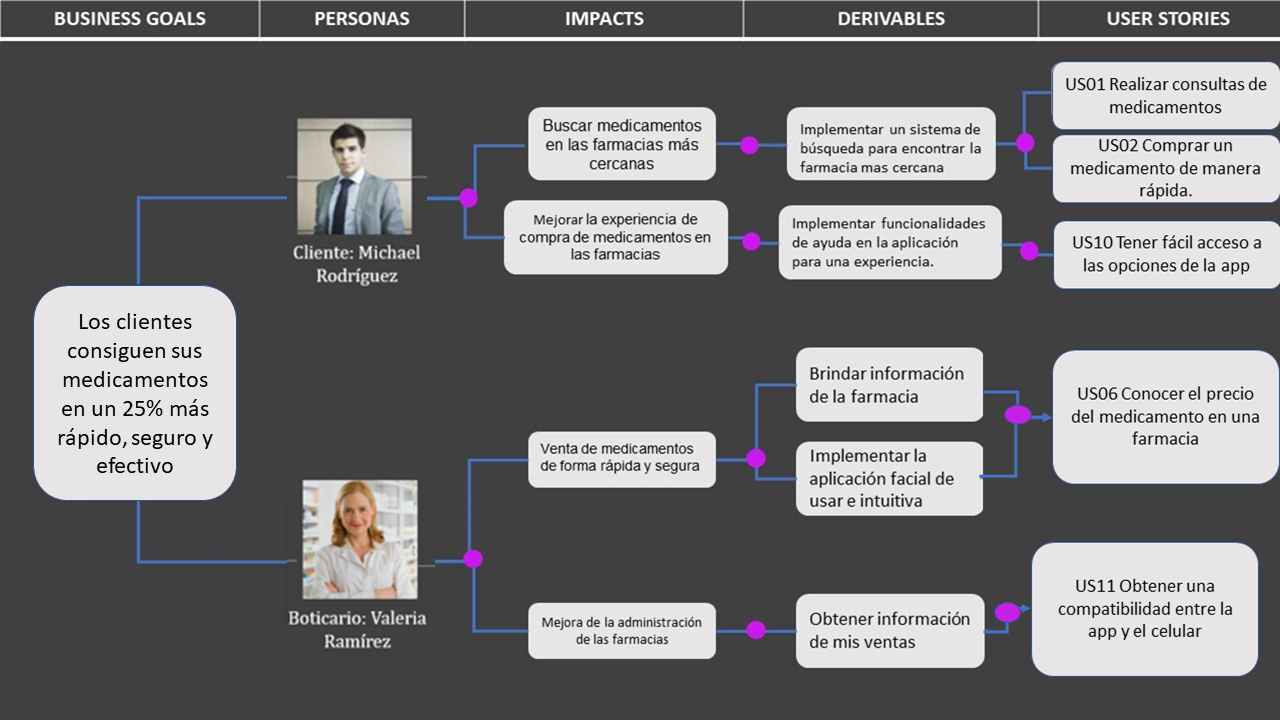 BUSINESS GOALS
PERSONAS
IMPACTS
DERIVABLES
USER STORIES
Los clientes
consiguen sus
medicamentos
en un 25% más
rápido, seguro y
efectivo
Cliente: Michael
Rodríguez
Buscar medicamentos
en las farmacias más
cercanas
Implementar un sistema de
búsqueda para encontrar la
farmacia mas cercana
US01 Realizar consultas de
medicamentos
US02 Comprar un
medicamento de manera
rápida.
Mejorar la experiencia de
compra de medicamentos en
las farmacias
Implementar funcionalidades
de ayuda en la aplicación
para una experiencia.
US10 Tener fácil acceso a
las opciones de la app
Boticario: Valeria
Ramírez
Venta de medicamentos
de forma rápida y segura
Brindar información
de la farmacia
Implementar la
aplicación facial de
usar e intuitiva
US06 Conocer el precio
del medicamento en una
farmacia
Mejora de la administración
de las farmacias
Obtener información
de mis ventas
US11 Obtener una
compatibilidad entre la
app y el celular